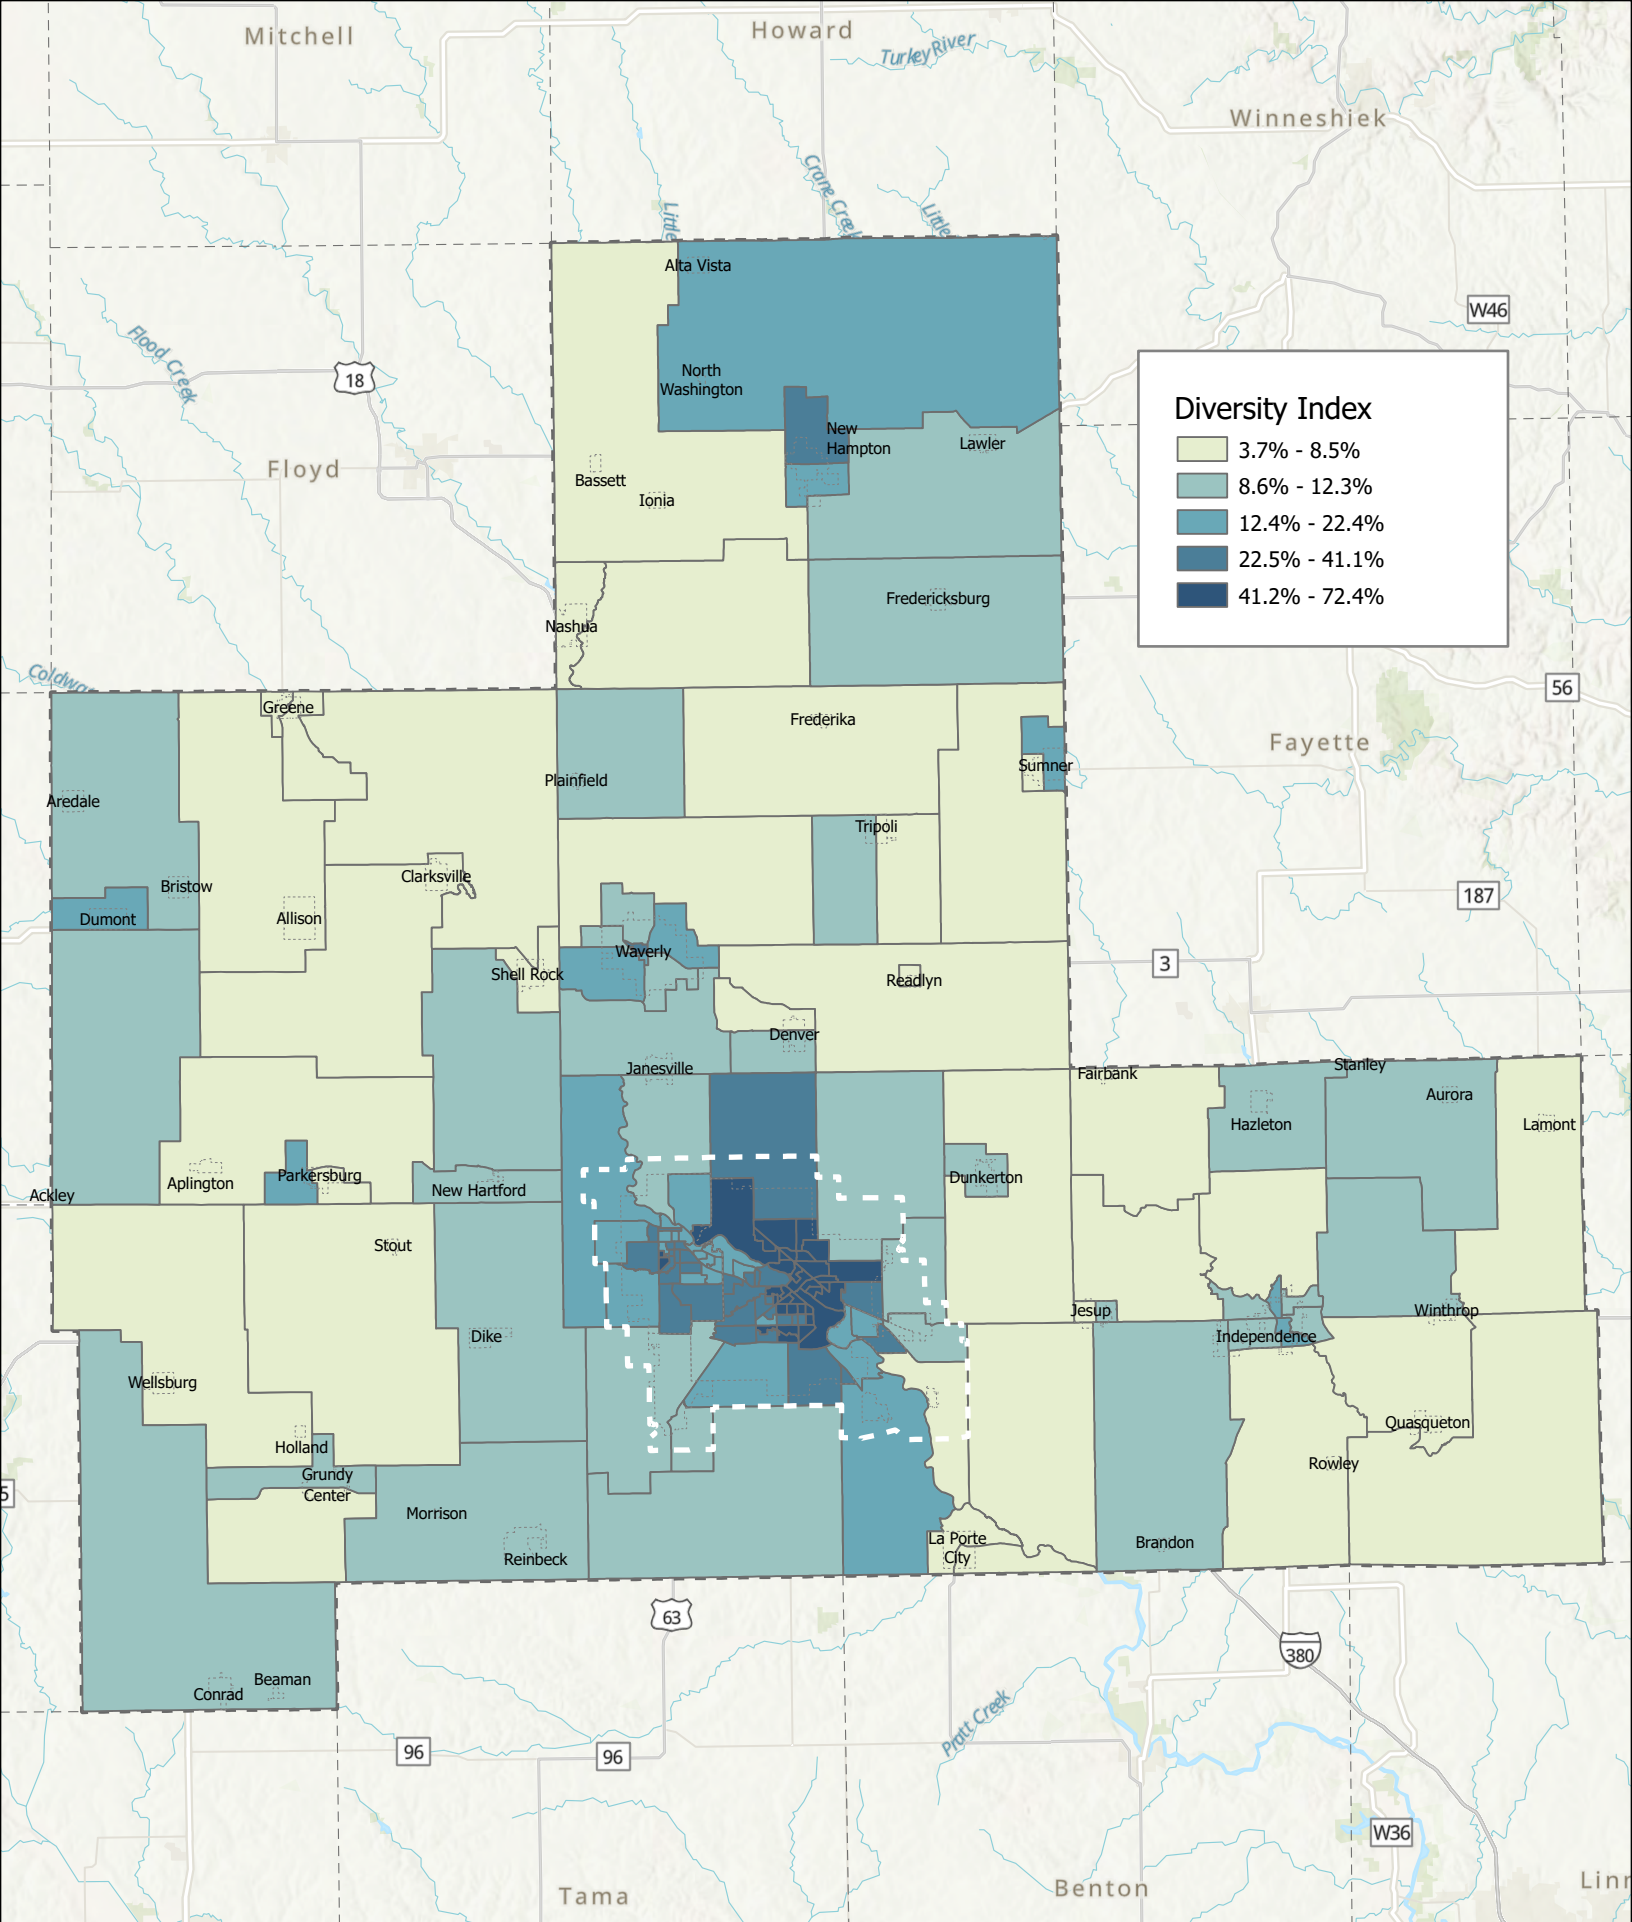 Mitchell
Howard
Turkey River
Winneshiek
Crane Creek
Little
Little
Alta Vista
W46
Flood Creek
18
North
Washington
Diversity Index
3.7% - 8.5%
8.6% - 12.3%
12.4% - 22.4%
22.5% - 41.1%
41.2% - 72.4%
New
Hampton
Lawler
Floyd
Bassett
Ionia
Fredericksburg
Nashua
Coldwa
56
Greene
Frederika
Fayette
Sumner
Plainfield
Aredale
Tripoli
Clarksville
Bristow
187
Dumont
Allison
Waverly
3
Shell Rock
Readlyn
Denver
Janesville
Fairbank
Stanley
Aurora
Hazleton
Lamont
Parkersburg
Dunkerton
Aplington
New Hartford
Ackley
Stout
Jesup
Winthrop
Dike
Independence
Wellsburg
Quasqueton
Holland
Rowley
Grundy
Center
5
Morrison
La Porte
City
Brandon
Reinbeck
63
380
Beaman
Conrad
Pratt Creek
96
96
W36
Tama
Benton
Linn